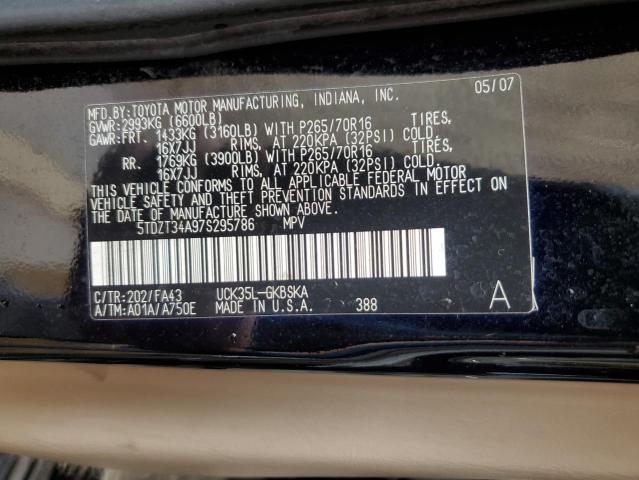 MFD. BY: TOYOTA MOTOR MANUFACTURING, INDIANA, INC. 05/07
GVWR: 2993KG (6600LB)
GAWR: FRT. 1433KG (3160LB) WITH P265/70R16 TIRES,
16X7JJ RIMS, AT 220KPA (32PSI) COLD.
RR. 1769KG (3900LB) WITH P265/70R16 TIRES,
16X7JJ RIMS, AT 220KPA (32PSI) COLD.
THIS VEHICLE CONFORMS TO ALL APPLICABLE FEDERAL MOTOR
VEHICLE SAFETY AND THEFT PREVENTION STANDARDS IN EFFECT ON
THE DATE OF MANUFACTURE SHOWN ABOVE.
5TDZT34A97S295786 MPV
C/TR: 202/FA43 UCK35L-GKBSKA
A/TM: A01A/A750E MADE IN U.S.A. 388 A